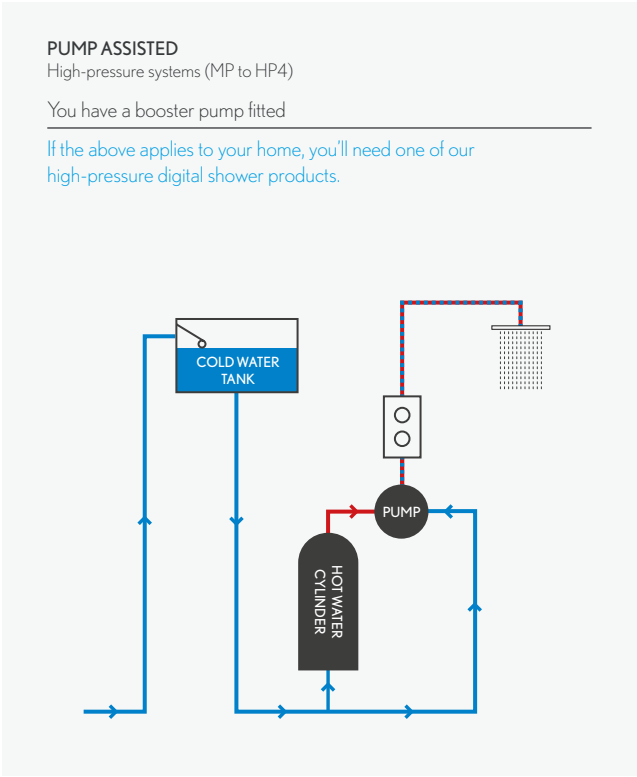 PUMP ASSISTED
High-pressure systems (MP to HP4)
You have a booster pump fitted
If the above applies to your home, you'll need one of our
high-pressure digital shower products.
COLD WATER
TANK
PUMP
HOT WATER
CYLINDER